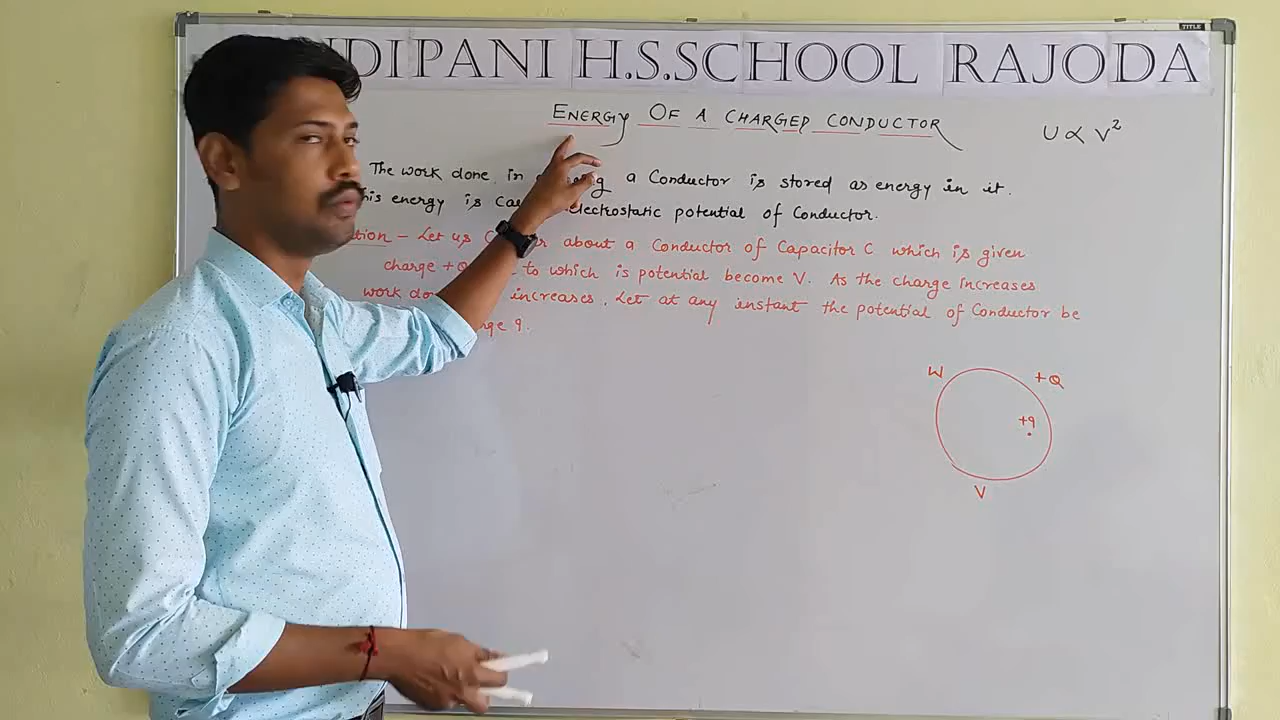 DIPANI H.S.SCHOOL RAJODA
TITLE
ENERGY OF A CHARGED CONDUCTOR
U ∝ V²
The work done in a Conductor is stored as energy in it.
energy is electrostatic potential of Conductor.
Let us about a Conductor of Capacitor C which is given
charge +Q to which is potential become V. As the charge increases
work increases. Let at any instant the potential of Conductor be
q.
W
+Q
+q
V